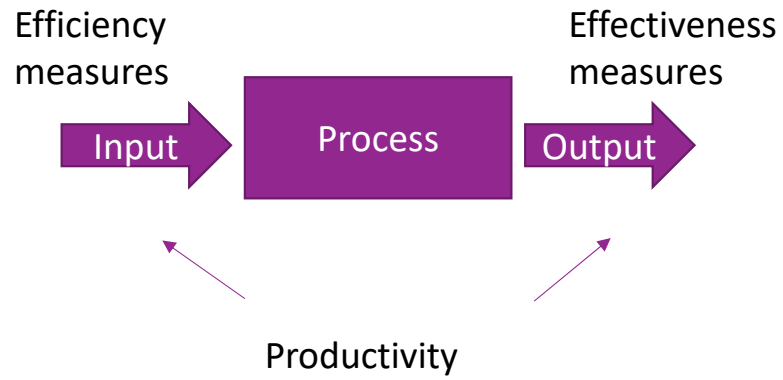 Efficiency
measures
Effectiveness
measures
Input
Process
Output
Productivity